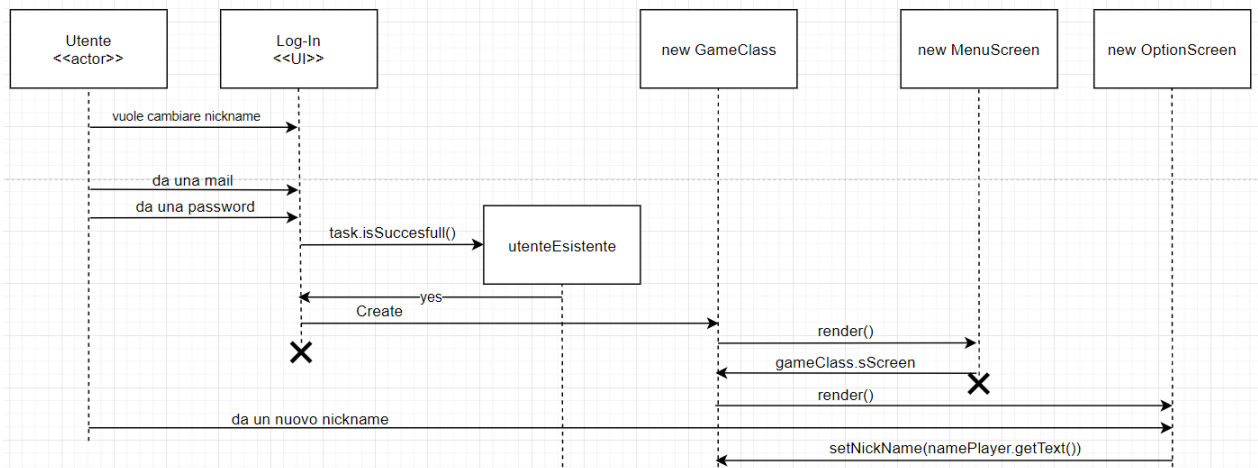 Utente
<<actor>>
Log-In
<<UI>>
new GameClass
new MenuScreen
new OptionScreen
vuole cambiare nickname
da una mail
da una password
task.isSuccesfull()
utenteEsistente
yes
Create
render()
gameClass.sScreen
render()
da un nuovo nickname
setNickName(namePlayer.getText())